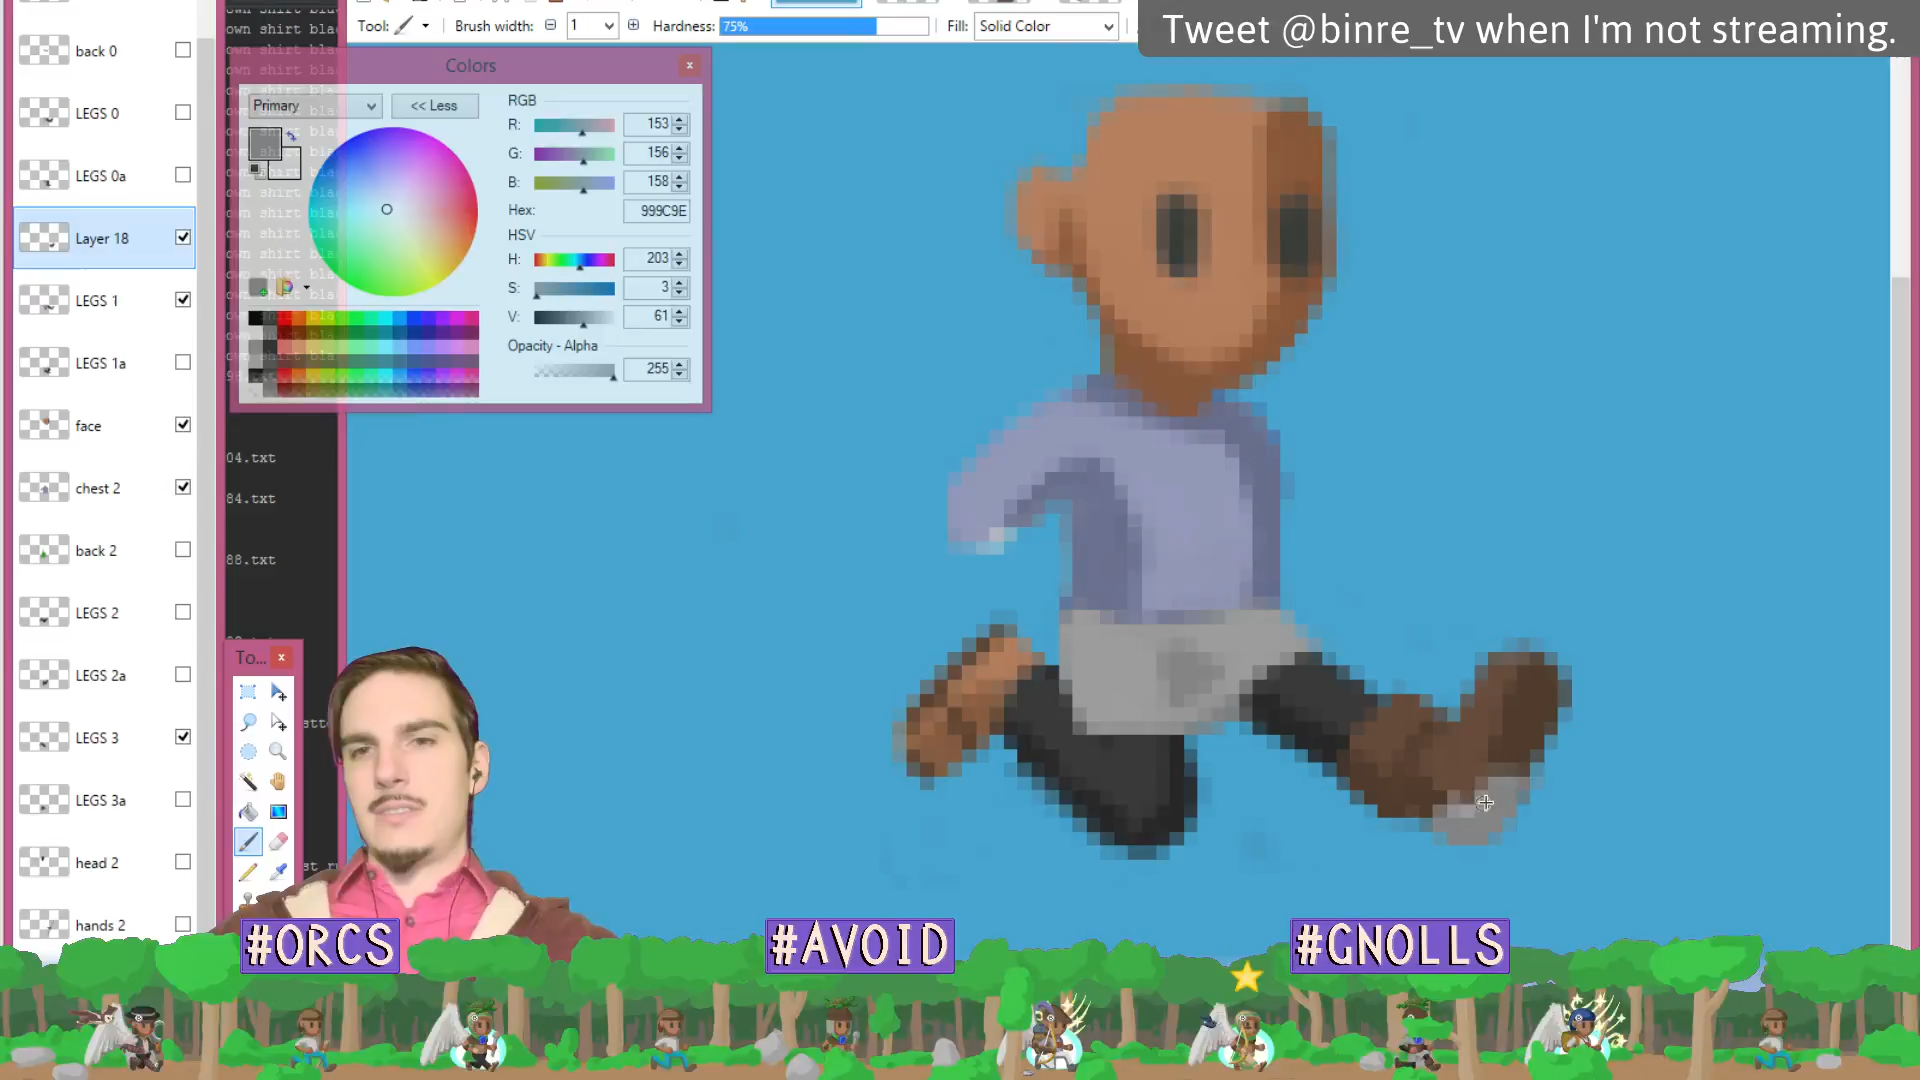 Tool:
Brush width:
1
Hardness:
75%
Fill:
Solid Color
Tweet @binre_tv when I'm not streaming.
back 0
LEGS 0
LEGS 0a
Layer 18
LEGS 1
LEGS 1a
face
chest 2
back 2
LEGS 2
LEGS 2a
LEGS 3
LEGS 3a
head 2
hands 2
Colors
Primary
<< Less
RGB
R:
153
G:
156
B:
158
Hex:
999C9E
HSV
H:
203
S:
3
V:
61
Opacity - Alpha
255
own shirt bla
04.txt
84.txt
88.txt
To...
#ORCS
#AVOID
#GNOLLS